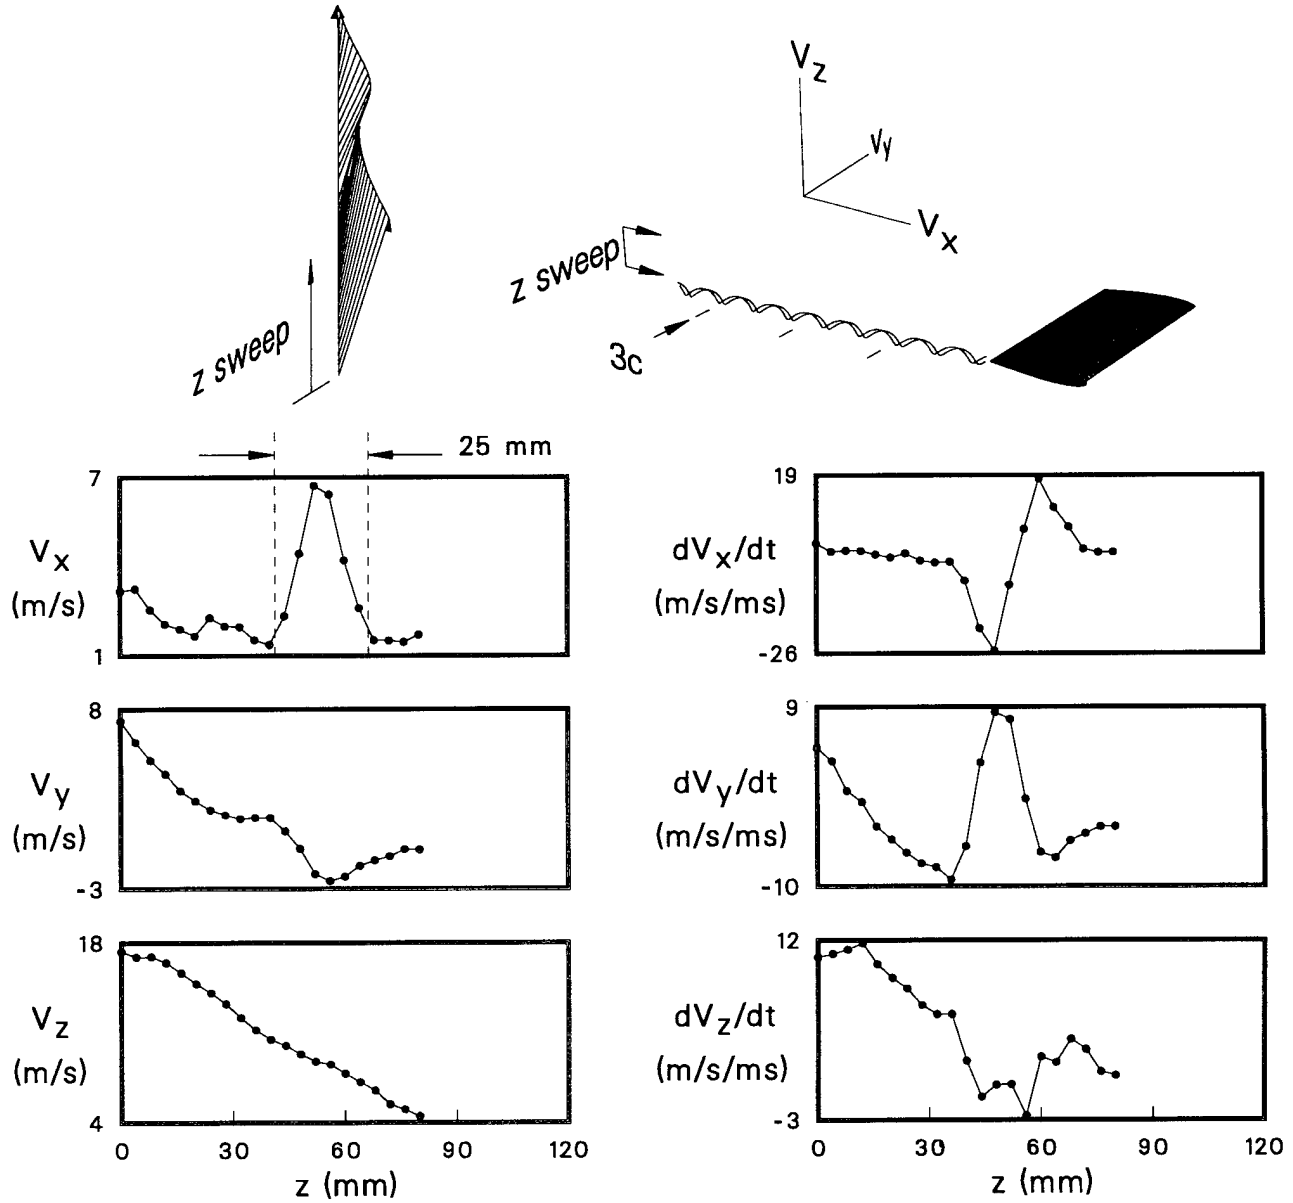 V_z
V_y
V_x
z sweep
z sweep
3c
25 mm
7
V_x
(m/s)
1
19
dV_x/dt
(m/s/ms)
-26
8
V_y
(m/s)
-3
9
dV_y/dt
(m/s/ms)
-10
18
V_z
(m/s)
4
0 30 60 90 120
z (mm)
12
dV_z/dt
(m/s/ms)
-3
0 30 60 90 120
z (mm)